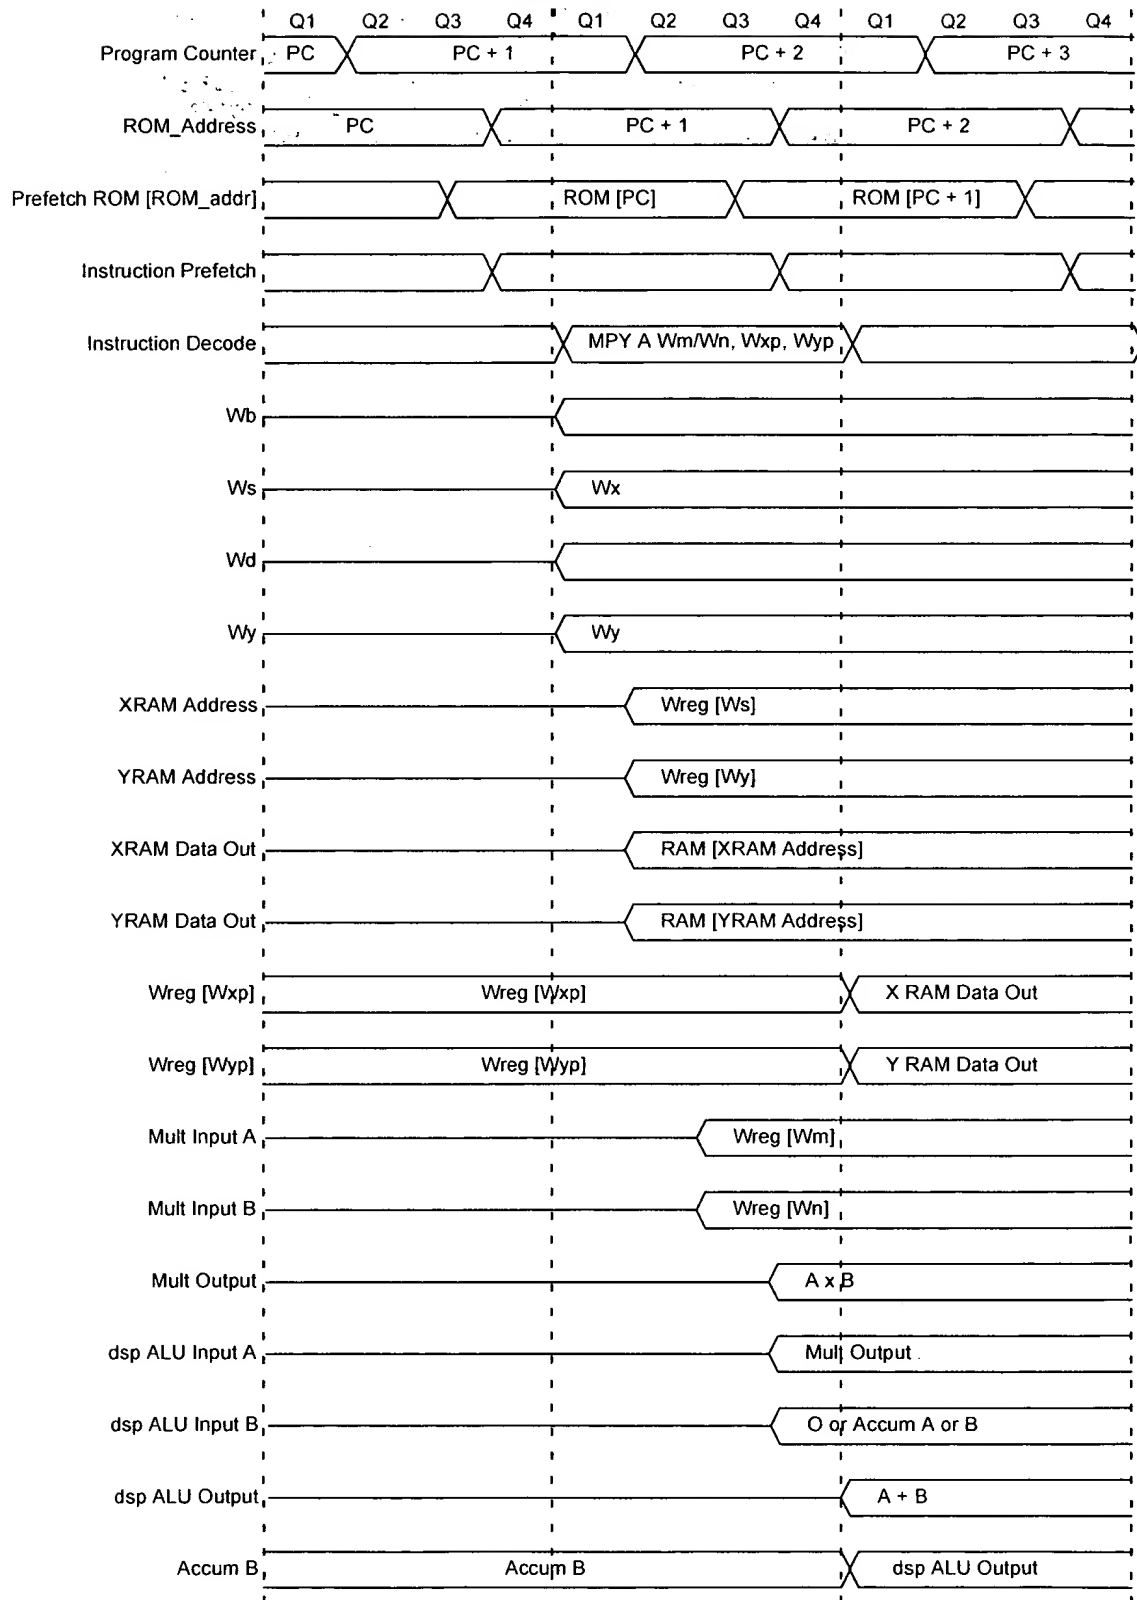 Q1 Q2 Q3 Q4 Q1 Q2 Q3 Q4 Q1 Q2 Q3 Q4
Program Counter PC PC + 1 PC + 2 PC + 3
ROM_Address PC PC + 1 PC + 2
Prefetch ROM [ROM_addr] ROM [PC] ROM [PC + 1]
Instruction Prefetch
Instruction Decode MPY A Wm/Wn, Wxp, Wyp
Wb
Ws Wx
Wd
Wy Wy
XRAM Address Wreg [Ws]
YRAM Address Wreg [Wy]
XRAM Data Out RAM [XRAM Address]
YRAM Data Out RAM [YRAM Address]
Wreg [Wxp] Wreg [Wxp] X RAM Data Out
Wreg [Wyp] Wreg [Wyp] Y RAM Data Out
Mult Input A Wreg [Wm]
Mult Input B Wreg [Wn]
Mult Output A x B
dsp ALU Input A Mult Output
dsp ALU Input B O or Accum A or B
dsp ALU Output A + B
Accum B Accum B dsp ALU Output